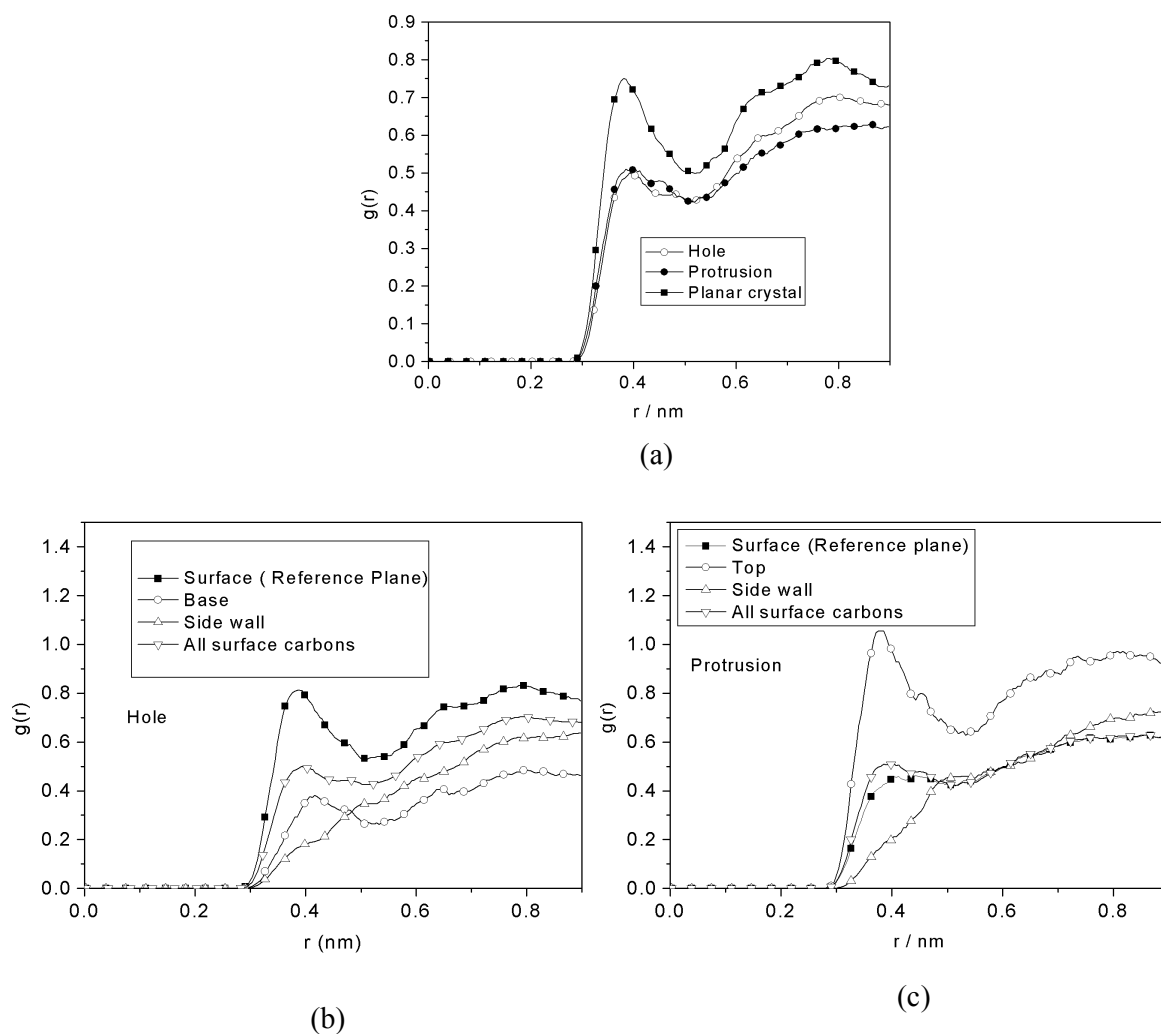 0.9
0.8
0.7
0.6
0.5
0.4
0.3
0.2
0.1
0.0
g(r)
Hole
Protrusion
Planar crystal
0.0 0.2 0.4 0.6 0.8
r / nm
(a)
1.4
1.2
1.0
0.8
0.6
0.4
0.2
0.0
g(r)
Surface ( Reference Plane)
Base
Side wall
All surface carbons
Hole
0.0 0.2 0.4 0.6 0.8
r (nm)
(b)
1.4
1.2
1.0
0.8
0.6
0.4
0.2
0.0
g(r)
Surface (Reference plane)
Top
Side wall
All surface carbons
Protrusion
0.0 0.2 0.4 0.6 0.8
r / nm
(c)